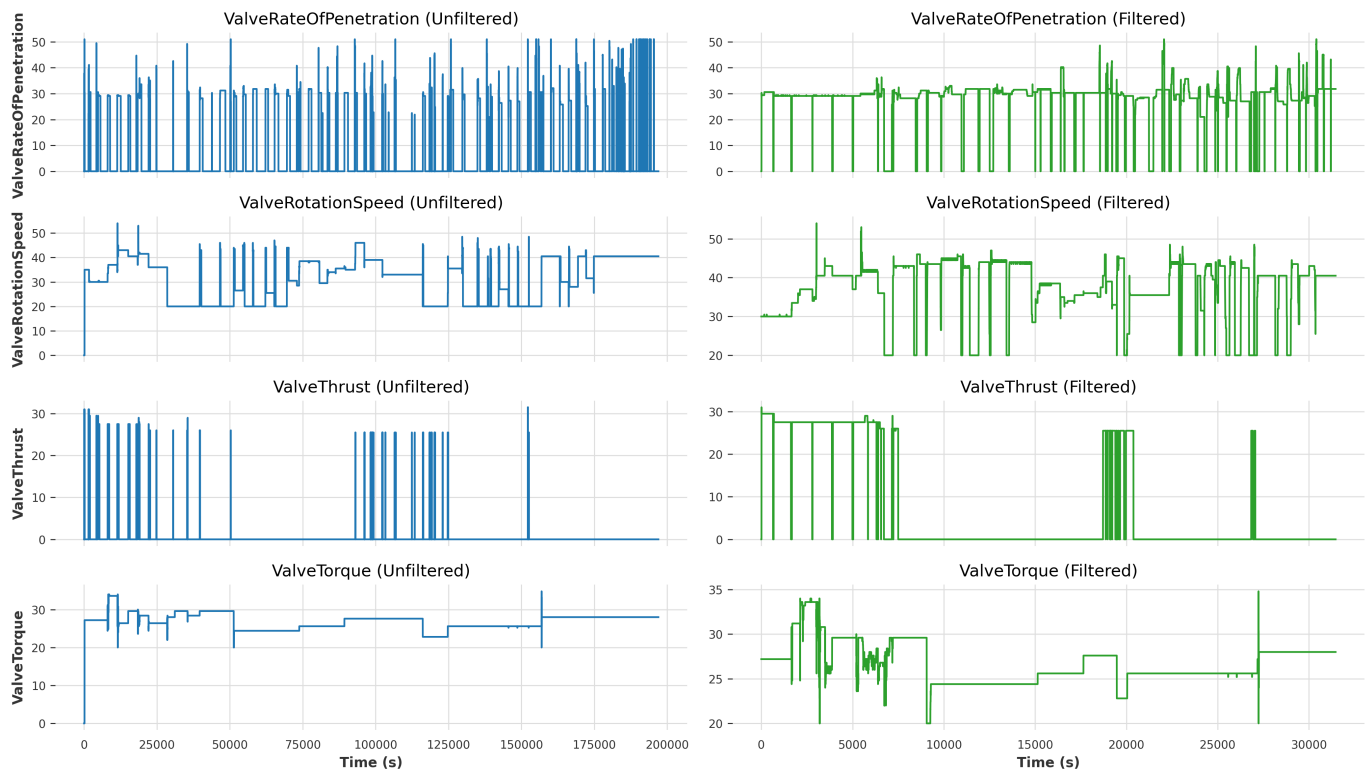 ValveRateOfPenetration (Unfiltered)
ValveRateOfPenetration
50
40
30
20
10
0
ValveRateOfPenetration (Filtered)
50
40
30
20
10
0
ValveRotationSpeed (Unfiltered)
ValveRotationSpeed
50
40
30
20
10
0
ValveRotationSpeed (Filtered)
50
40
30
20
ValveThrust (Unfiltered)
ValveThrust
30
20
10
0
ValveThrust (Filtered)
30
20
10
0
ValveTorque (Unfiltered)
ValveTorque
30
20
10
0
0 25000 50000 75000 100000 125000 150000 175000 200000
Time (s)
ValveTorque (Filtered)
35
30
25
20
0 5000 10000 15000 20000 25000 30000
Time (s)